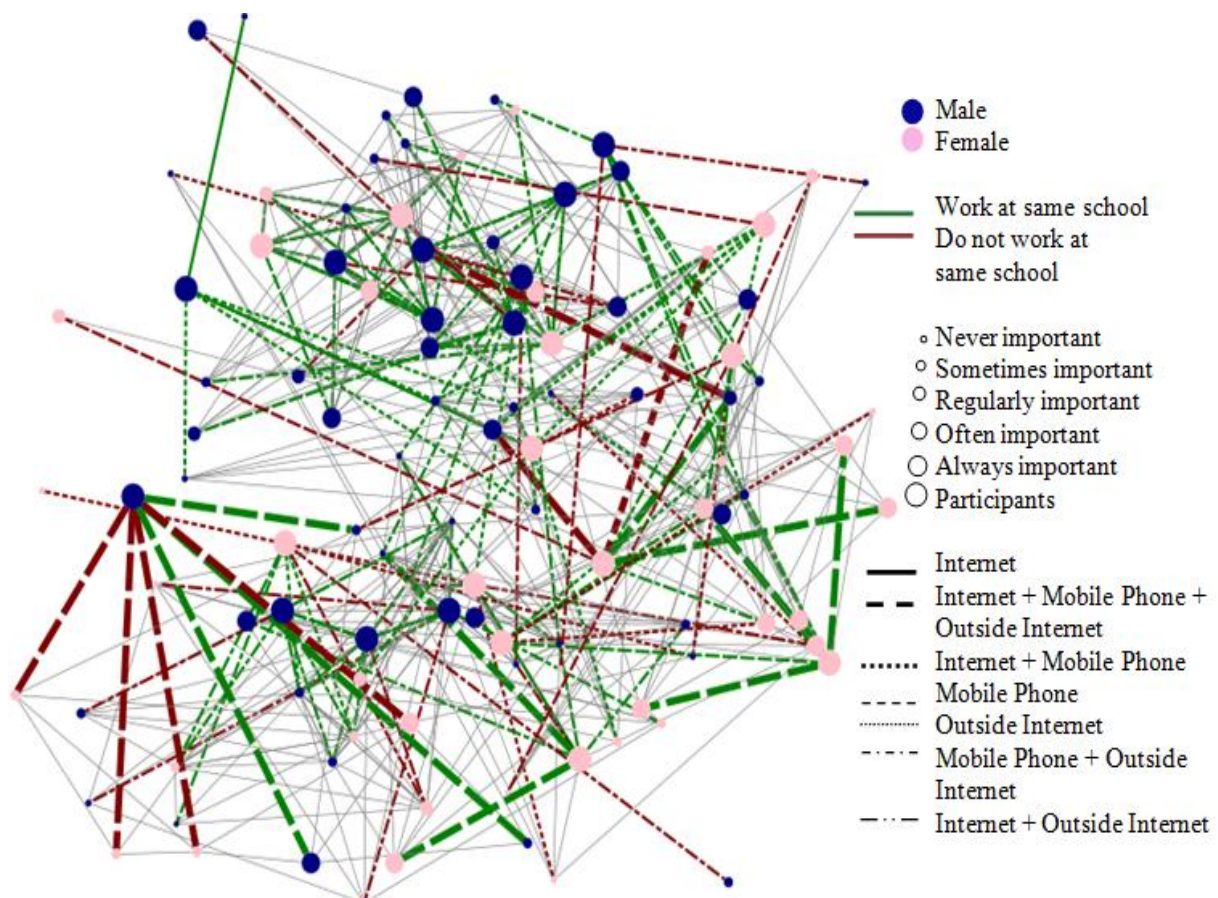 Male
Female
Work at same school
Do not work at
same school
Never important
Sometimes important
Regularly important
Often important
Always important
Participants
Internet
Internet + Mobile Phone +
Outside Internet
Internet + Mobile Phone
Mobile Phone
Outside Internet
Mobile Phone + Outside
Internet
Internet + Outside Internet